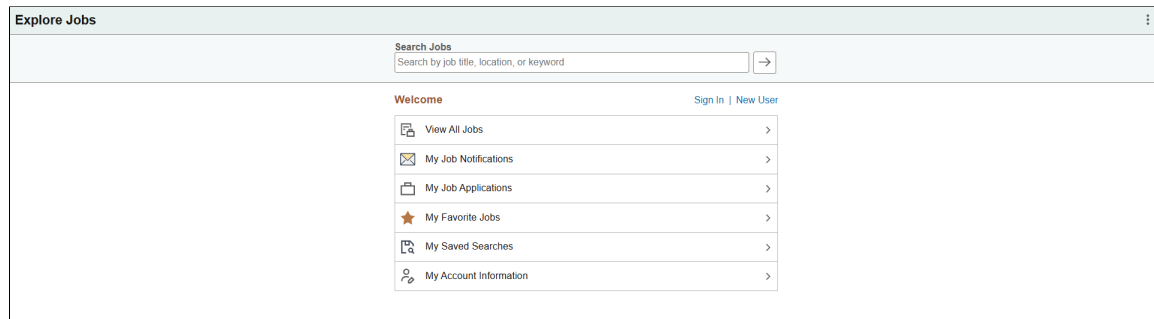 Explore Jobs
Search Jobs
Search by job title, location, or keyword
Welcome
Sign In | New User
View All Jobs
My Job Notifications
My Job Applications
My Favorite Jobs
My Saved Searches
My Account Information